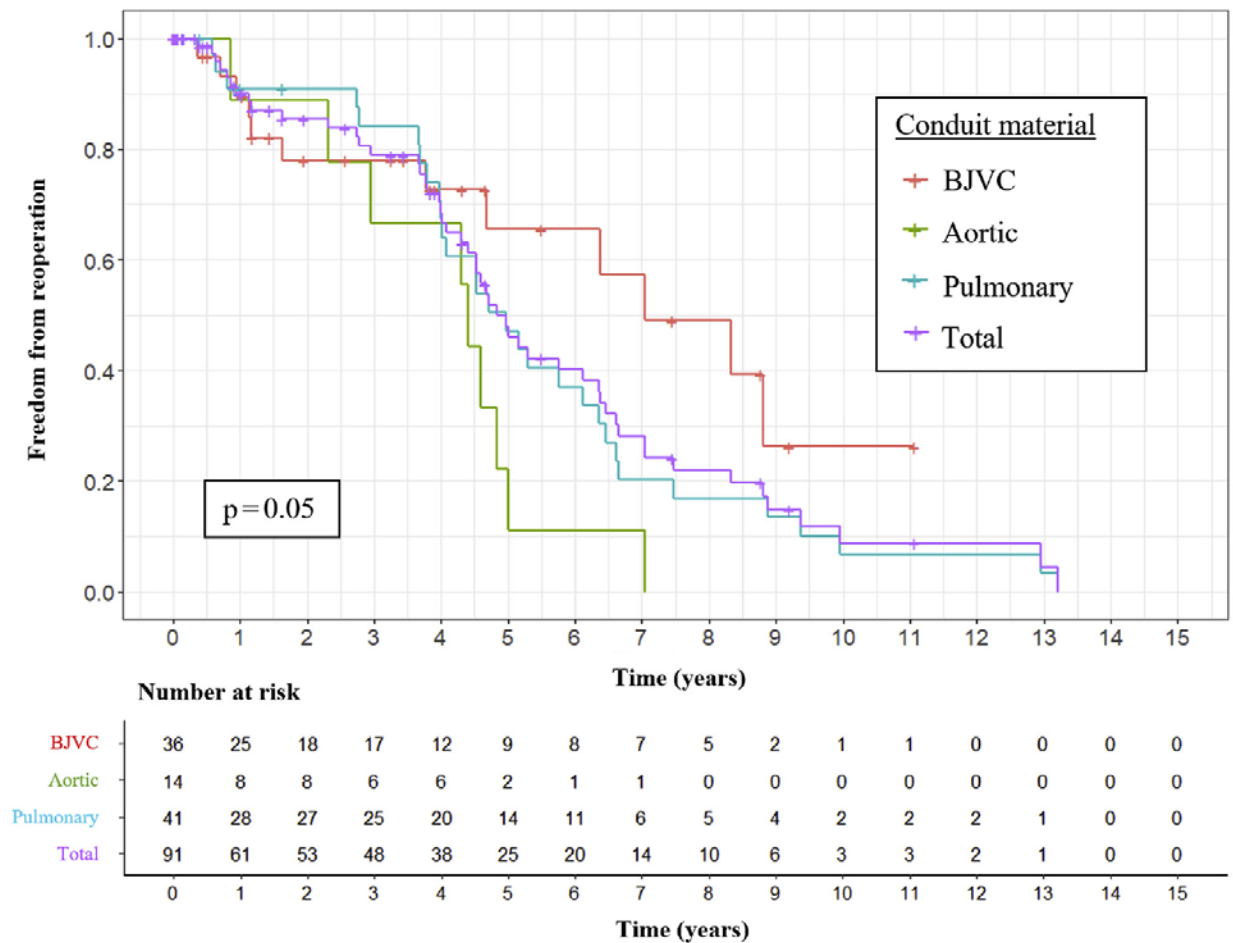 Freedom from reoperation
1.0
0.8
0.6
0.4
0.2
0.0
Conduit material
BJVC
Aortic
Pulmonary
Total
p=0.05
0 1 2 3 4 5 6 7 8 9 10 11 12 13 14 15
Time (years)
Number at risk
BJVC 36 25 18 17 12 9 8 7 5 2 1 1 0 0 0 0
Aortic 14 8 8 6 6 2 1 1 0 0 0 0 0 0 0 0
Pulmonary 41 28 27 25 20 14 11 6 5 4 2 2 2 1 0 0
Total 91 61 53 48 38 25 20 14 10 6 3 3 2 1 0 0
0 1 2 3 4 5 6 7 8 9 10 11 12 13 14 15
Time (years)